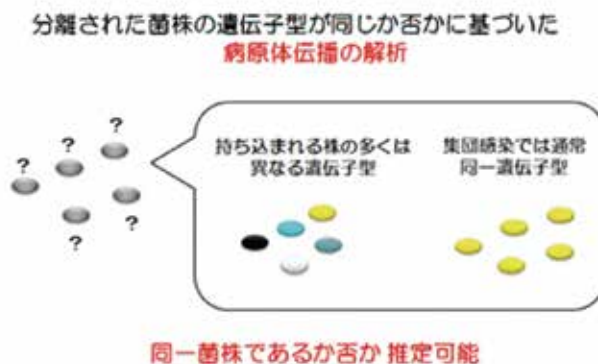 分離された菌株の遺伝子型が同じか否かに基づいた
病原体伝播の解析
?
?
?
?
?
持ち込まれる株の多くは
異なる遺伝子型
集団感染では通常
同一遺伝子型
同一菌株であるか否か 推定可能